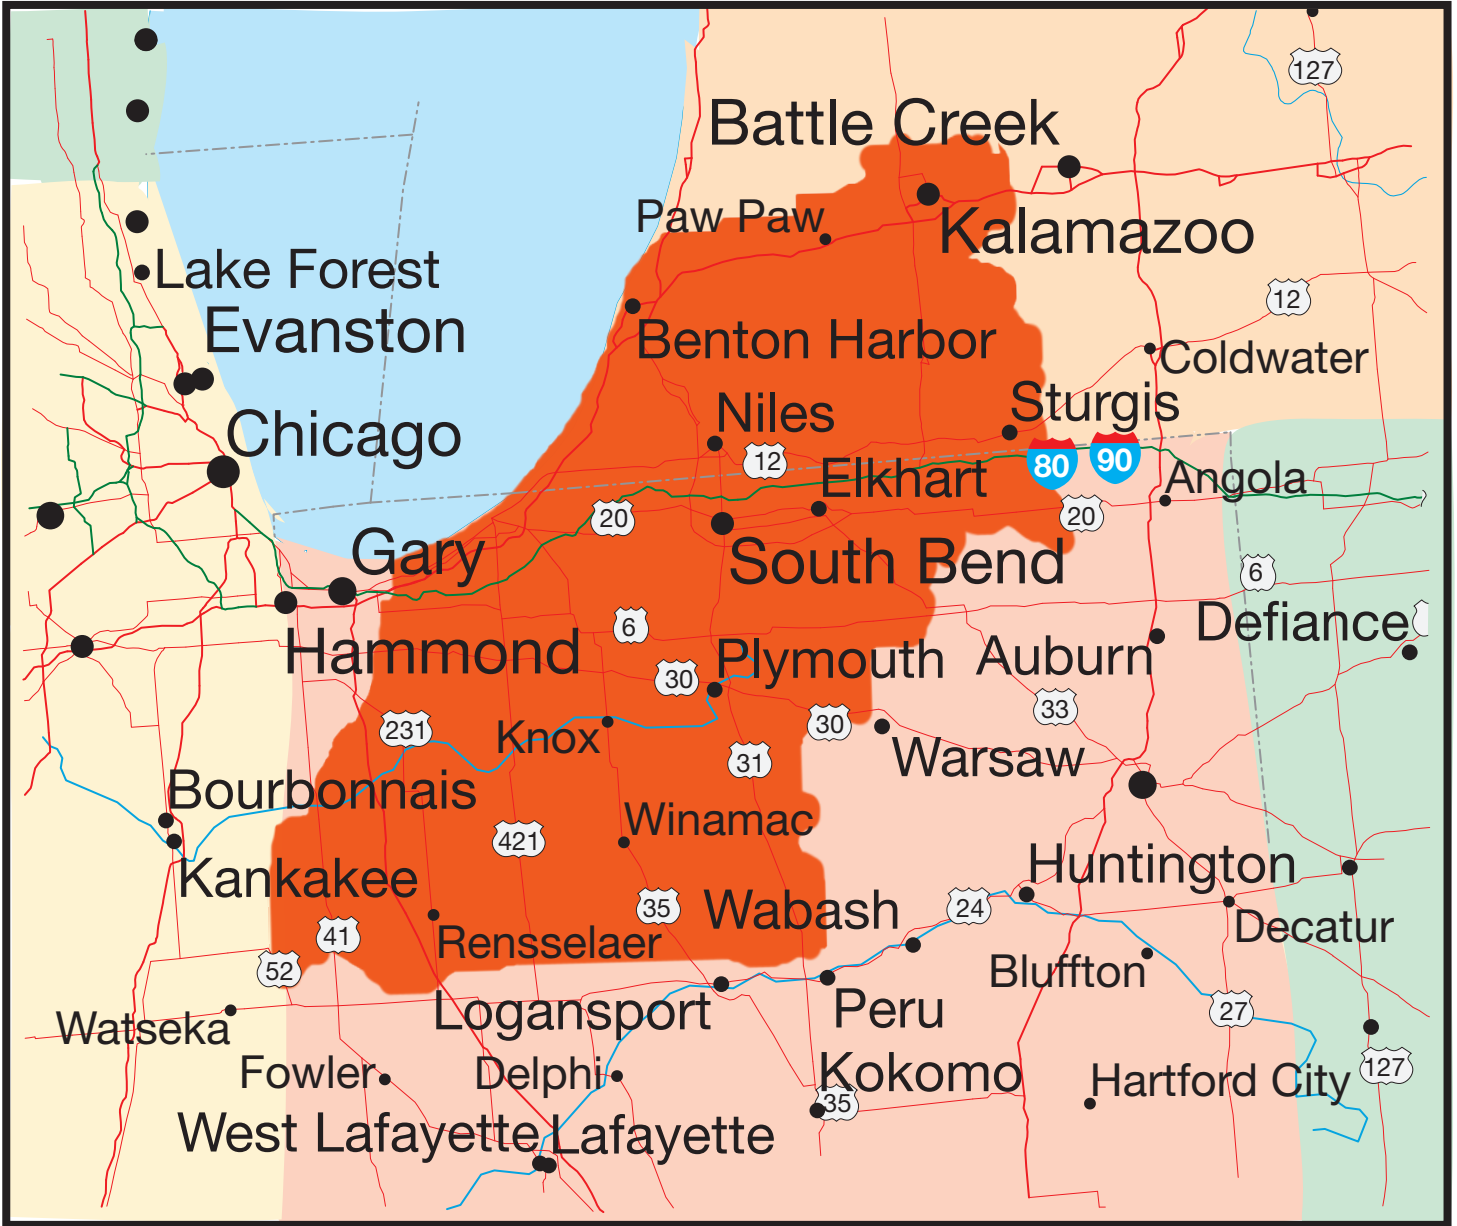 127
Battle Creek
Paw Paw
Kalamazoo
Lake Forest
12
Evanston
Benton Harbor
Coldwater
Niles
Sturgis
Chicago
12
80
90
Elkhart
Angola
20
20
Gary
South Bend
6
6
Defiance
Hammond
Plymouth
Auburn
30
33
231
Knox
30
31
Warsaw
Bourbonnais
421
Winamac
Kankakee
Huntington
35
Wabash
24
41
Rensselaer
Decatur
52
Bluffton
Logansport
Peru
27
Watseka
Fowler
Delphi
Kokomo
127
Hartford City
35
West Lafayette
Lafayette